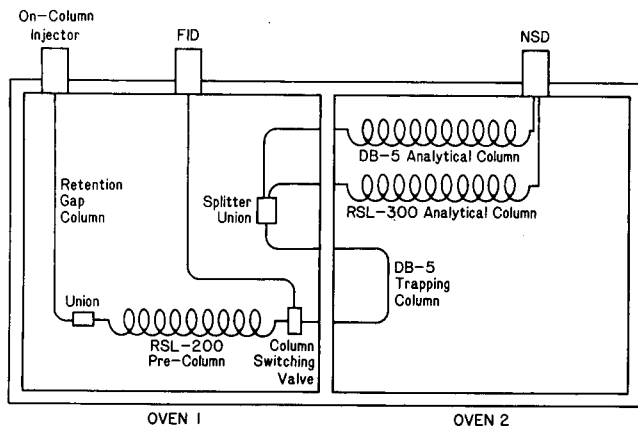 On-Column
Injector
FID
NSD
DB-5 Analytical Column
RSL-300 Analytical Column
Retention
Gap
Column
Splitter
Union
DB-5
Trapping
Column
Union
RSL-200
Pre-Column
Column
Switching
Valve
OVEN 1
OVEN 2